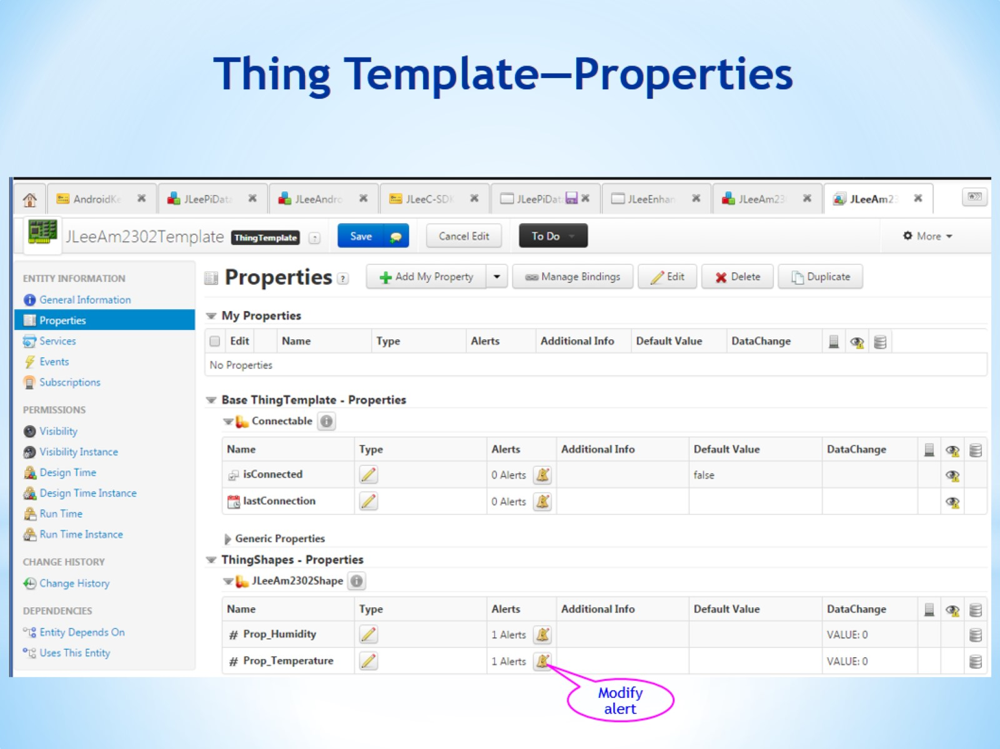 Thing Template—Properties
AndroidKe JLeePiData JLeeAndro JLeeC-SDK JLeePiDat JLeeEnhan JLeeAm23 JLeeAm23
JLeeAm2302Template ThingTemplate ? Save Cancel Edit To Do More
ENTITY INFORMATION
General Information
Properties
Services
Events
Subscriptions
PERMISSIONS
Visibility
Visibility Instance
Design Time
Design Time Instance
Run Time
Run Time Instance
CHANGE HISTORY
Change History
DEPENDENCIES
Entity Depends On
Uses This Entity
Properties ? Add My Property Manage Bindings Edit Delete Duplicate
My Properties
Edit Name Type Alerts Additional Info Default Value DataChange
No Properties
Base ThingTemplate - Properties
Connectable
Name Type Alerts Additional Info Default Value DataChange
isConnected 0 Alerts false
lastConnection 0 Alerts
Generic Properties
ThingShapes - Properties
JLeeAm2302Shape
Name Type Alerts Additional Info Default Value DataChange
# Prop_Humidity 1 Alerts VALUE: 0
# Prop_Temperature 1 Alerts VALUE: 0
Modify
alert